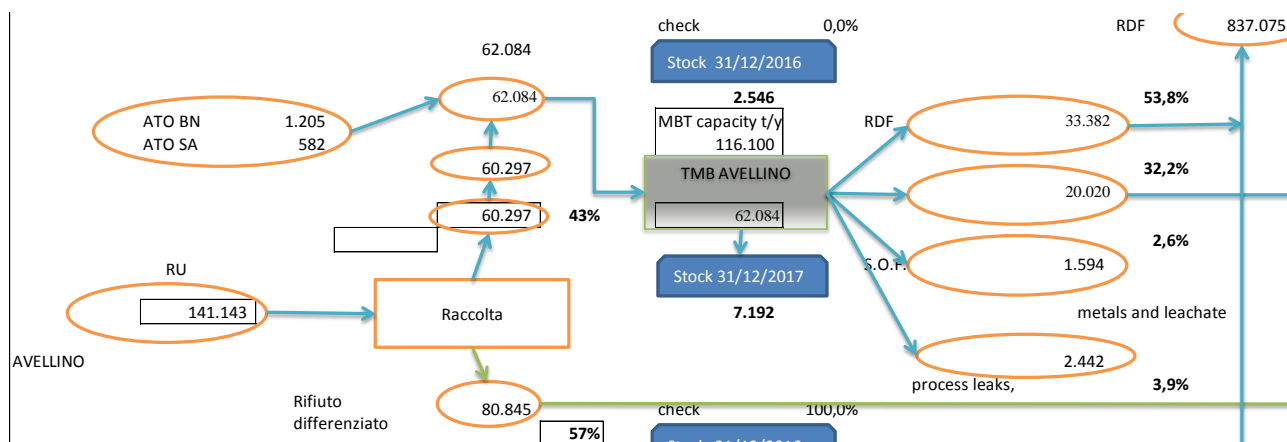 check 0,0%
RDF 837.075
62.084
Stock 31/12/2016
62.084
2.546
53,8%
ATO BN 1.205
ATO SA 582
MBT capacity t/y
116.100
RDF
33.382
60.297
TMB AVELLINO
32,2%
20.020
60.297
43%
62.084
2,6%
S.O.F.
1.594
RU
Stock 31/12/2017
141.143
Raccolta
7.192
metals and leachate
AVELLINO
2.442
process leaks,
3,9%
Rifiuto
differenziato
80.845
check 100,0%
57%
Stock 31/12/2016